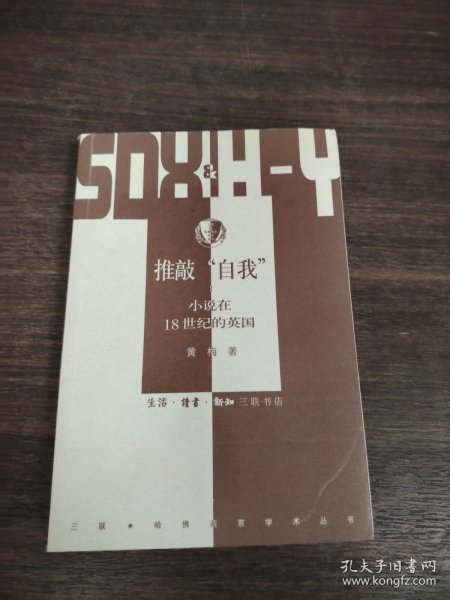 SDX & H-Y
推敲“自我”
小说在
18世纪的英国
黄梅著
生活·讀書·新知三联书店
三联·哈佛燕京学术丛书
孔夫子旧书网
www.kongfz.com